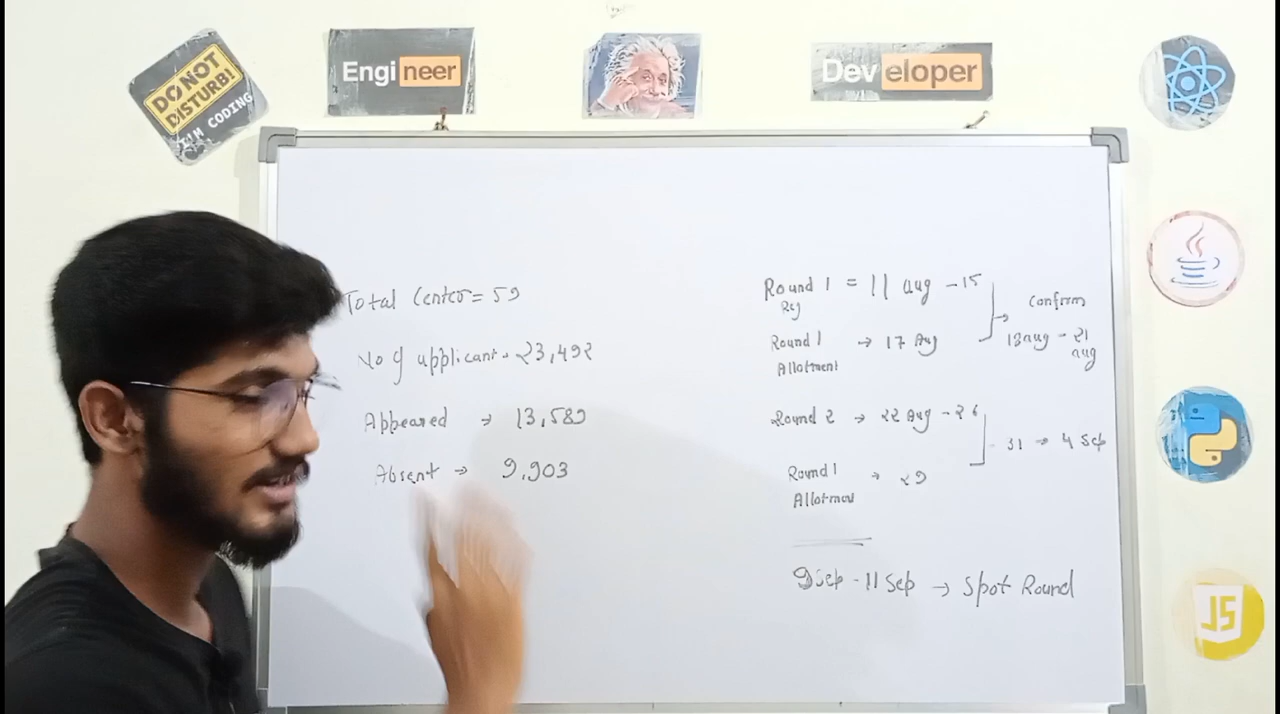 DO NOT
DISTURB!
I'M CODING
Engineer
Developer
Total Center = 59
No of applicant - 23,492
Appeared → 13,589
Absent → 9,903
Round 1 = 11 aug - 15
Reg
Round 1 → 17 Aug
Allotment
Confirm
18 aug - 21
aug
Round 2 → 22 Aug - 26
Round 1 → 29
Allotment
31 → 4 Sep
9 Sep - 11 Sep → Spot Round
JS